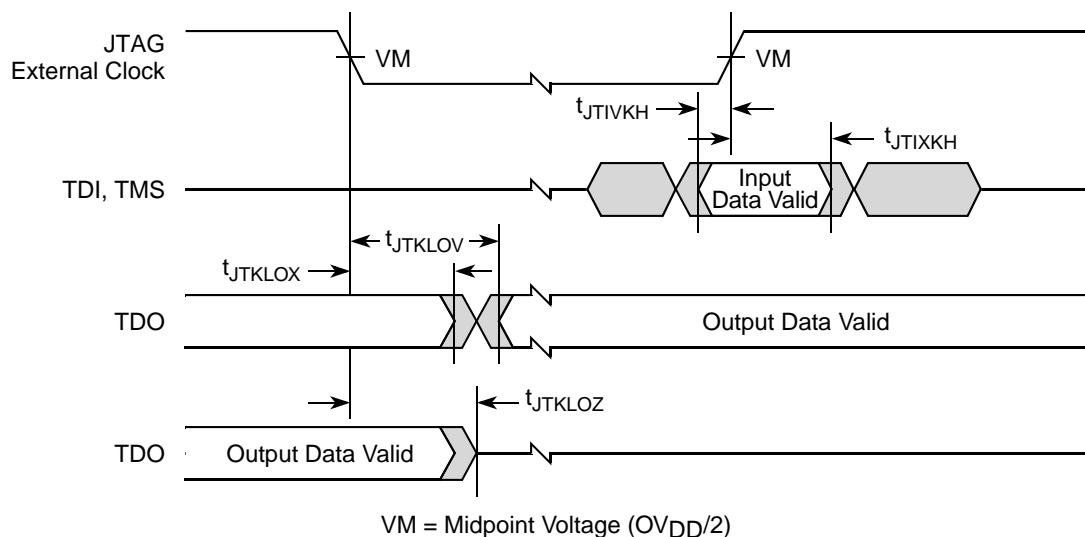 JTAG
External Clock
VM
VM
tJTIVKH
tJTIXKH
TDI, TMS
Input
Data Valid
tJTKLOV
tJTKLOX
TDO
Output Data Valid
tJTKLOZ
TDO
Output Data Valid
VM = Midpoint Voltage (OVDD/2)